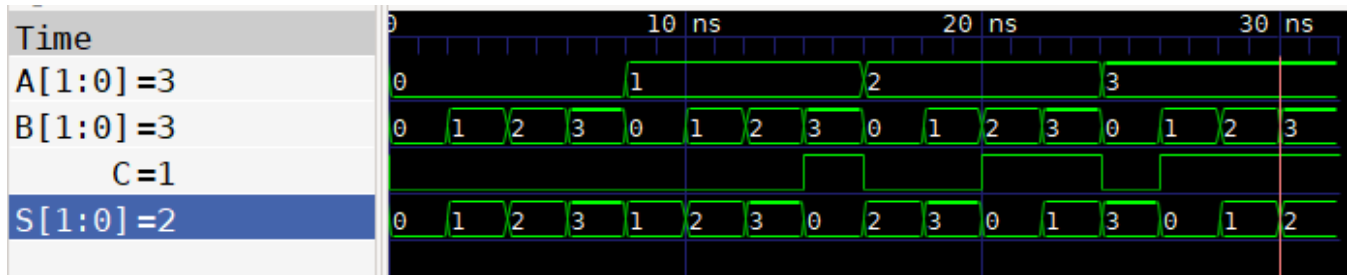 0 10 ns 20 ns 30 ns
Time
A[1:0]=3 0 1 2 3
B[1:0]=3 0 1 2 3 0 1 2 3 0 1 2 3 0 1 2 3
C=1
S[1:0]=2 0 1 2 3 1 2 3 0 2 3 0 1 3 0 1 2